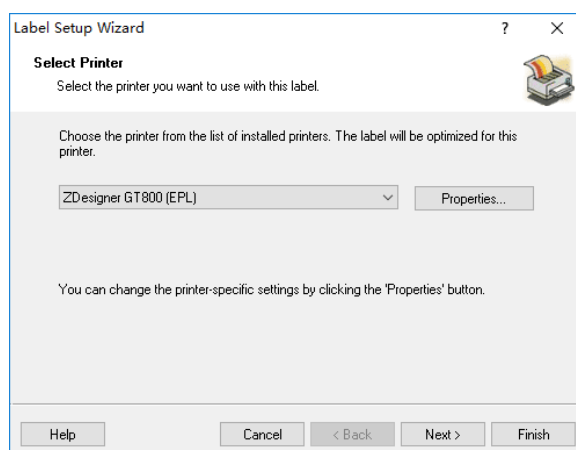 Label Setup Wizard ?
Select Printer
Select the printer you want to use with this label.
Choose the printer from the list of installed printers. The label will be optimized for this
printer.
ZDesigner GT800 (EPL) Properties...
You can change the printer-specific settings by clicking the 'Properties' button.
Help Cancel < Back Next > Finish